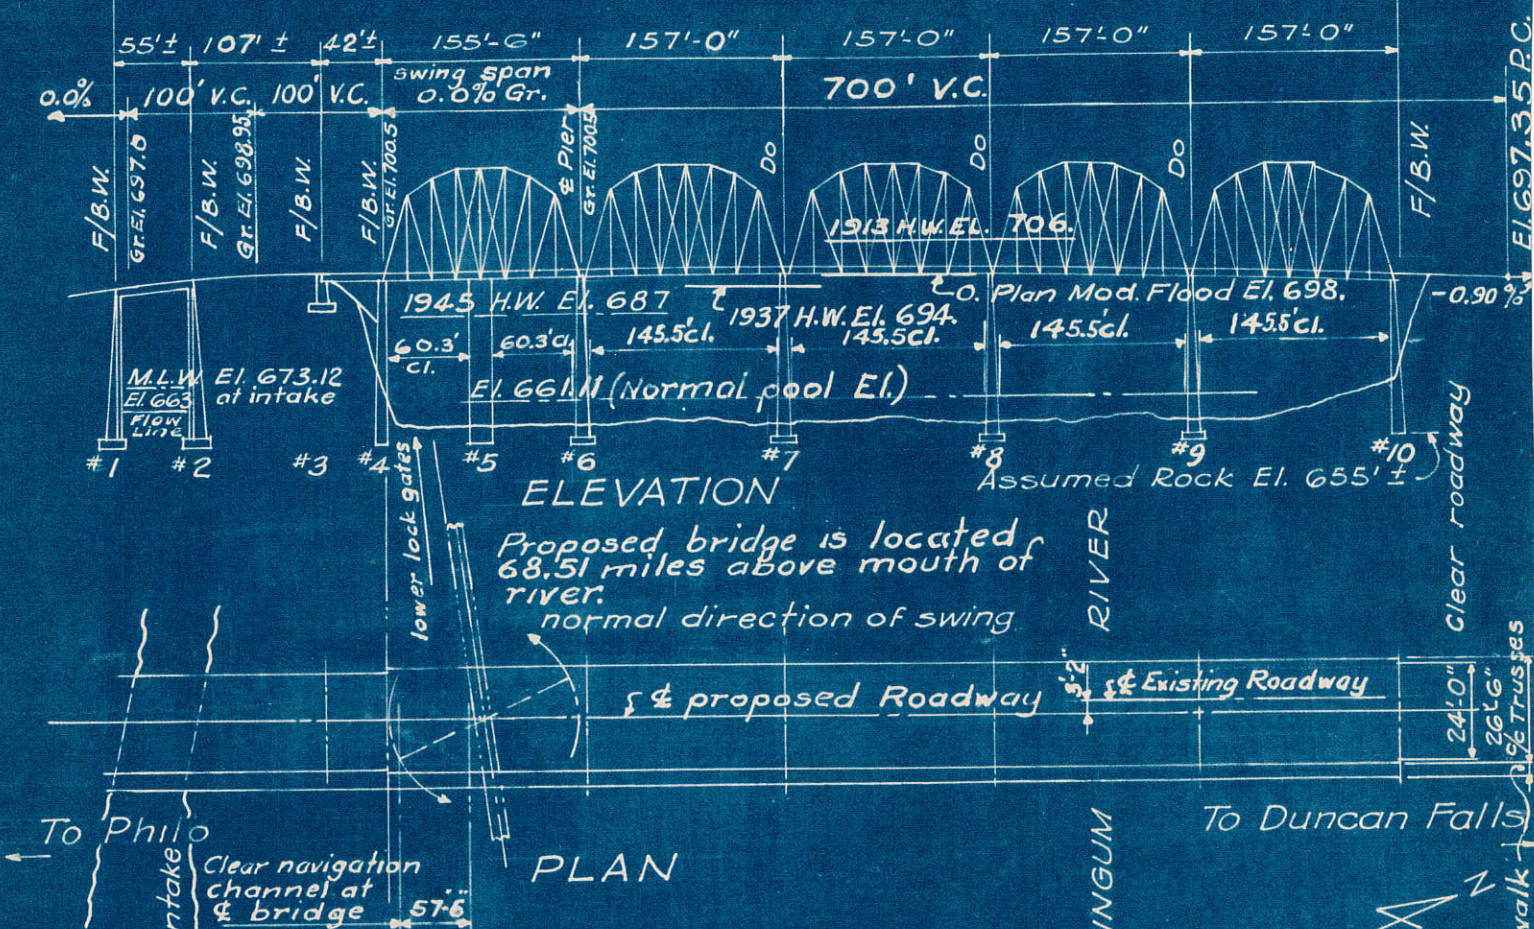 55'± 107'± 42'± 155'-6" 157'-0" 157'-0" 157'-0" 157'-0"
swing span
0.0% 100' V.C. 100' V.C. 0.0% Gr. 700' V.C.
F/B.W.
Gr. El. 697.0
F/B.W.
Gr. El. 698.95
F/B.W.
F/B.W.
Gr. El. 700.5
℄ Pier
Gr. El. 700.5
Do
Do
Do
F/B.W.
El 697.35 P.C.
1913 H.W. EL. 706.
1945 H.W. El. 687
O. Plan Mod. Flood El. 698.
-0.90%
1937 H.W. El. 694.
60.3'
cl.
60.3'cl
145.5'cl.
145.5'cl.
145.5'cl.
145.5'cl.
M.L.W. El. 673.12
El. 663 at intake
Flow
Line
El. 661.11 (Normal pool El.)
#1 #2 #3 #4 #5 #6 #7 #8 #9 #10
Assumed Rock El. 655' ±
ELEVATION
lower lock gates
Proposed bridge is located
68.51 miles above mouth of
river.
normal direction of swing
RIVER
Clear roadway
℄ proposed Roadway
3'-2"
℄ Existing Roadway
24'-0"
26'-6"
c/c Trusses
To Philo
To Duncan Falls
PLAN
Clear navigation
channel at
℄ bridge
57'-6"
ntake
INGUM
N
walk